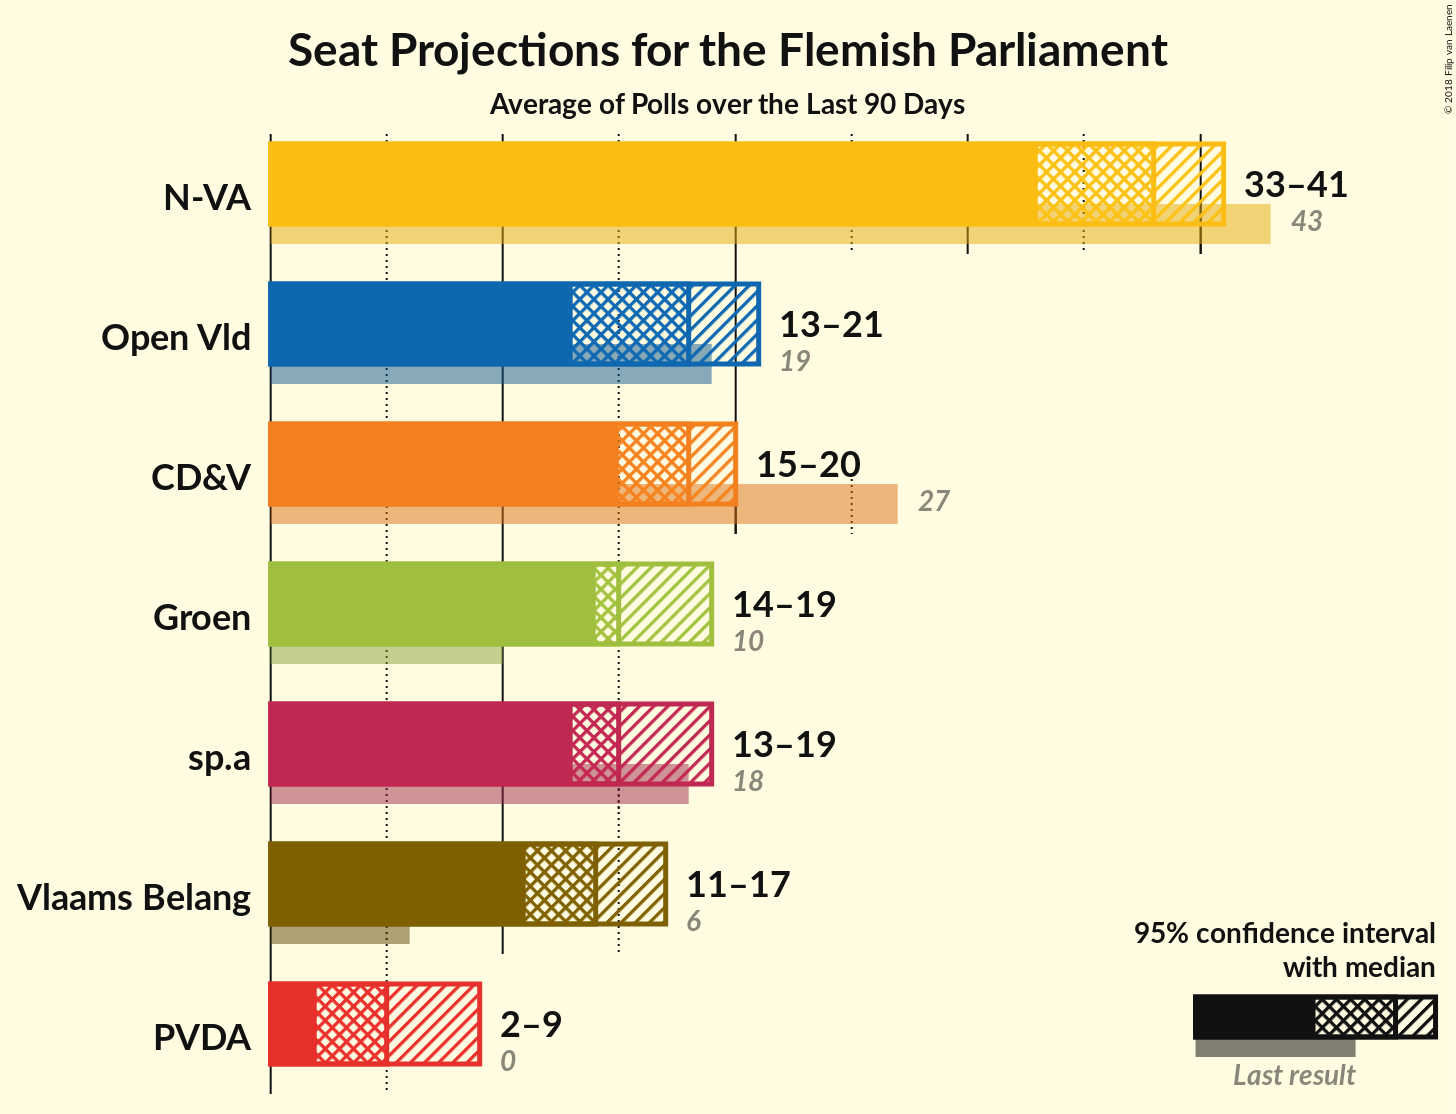 Seat Projections for the Flemish Parliament
Average of Polls over the Last 90 Days
© 2018 Filip van Laenen
N-VA
33–41
43
Open Vld
13–21
19
CD&V
15–20
27
Groen
14–19
10
sp.a
13–19
18
Vlaams Belang
11–17
6
PVDA
2–9
0
95% confidence interval
with median
Last result